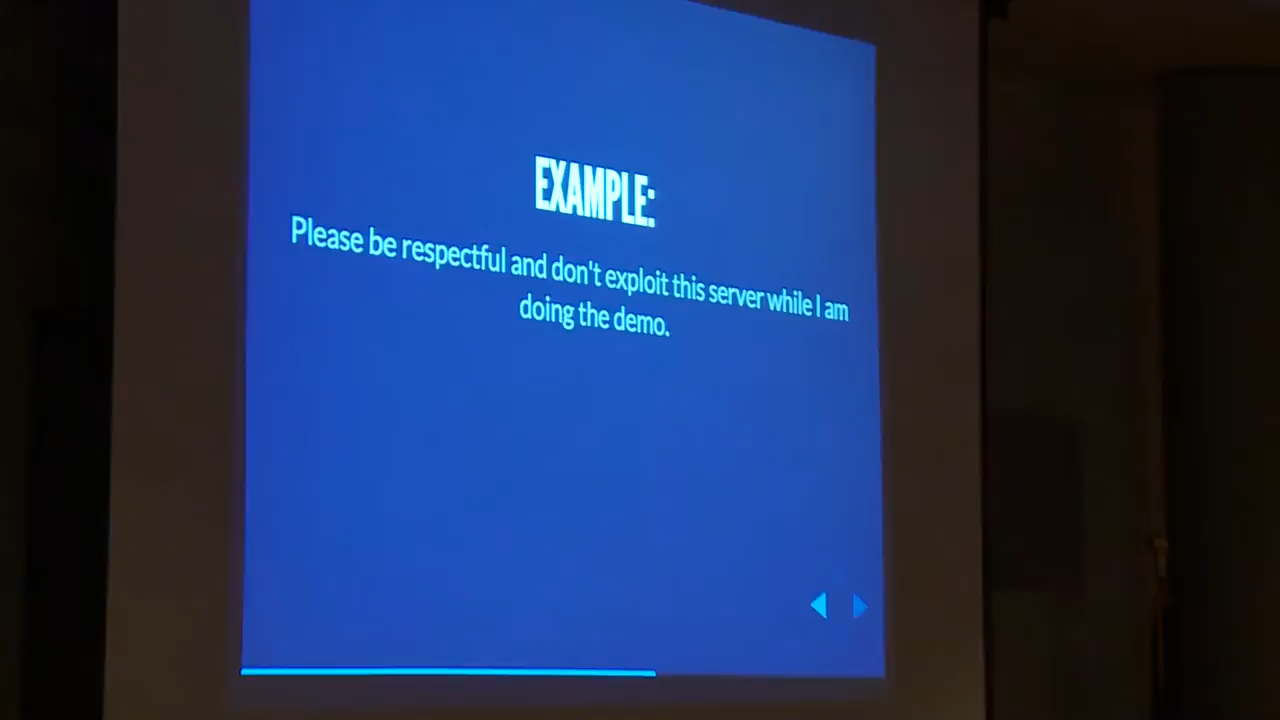 EXAMPLE:
Please be respectful and don't exploit this server while I am
doing the demo.